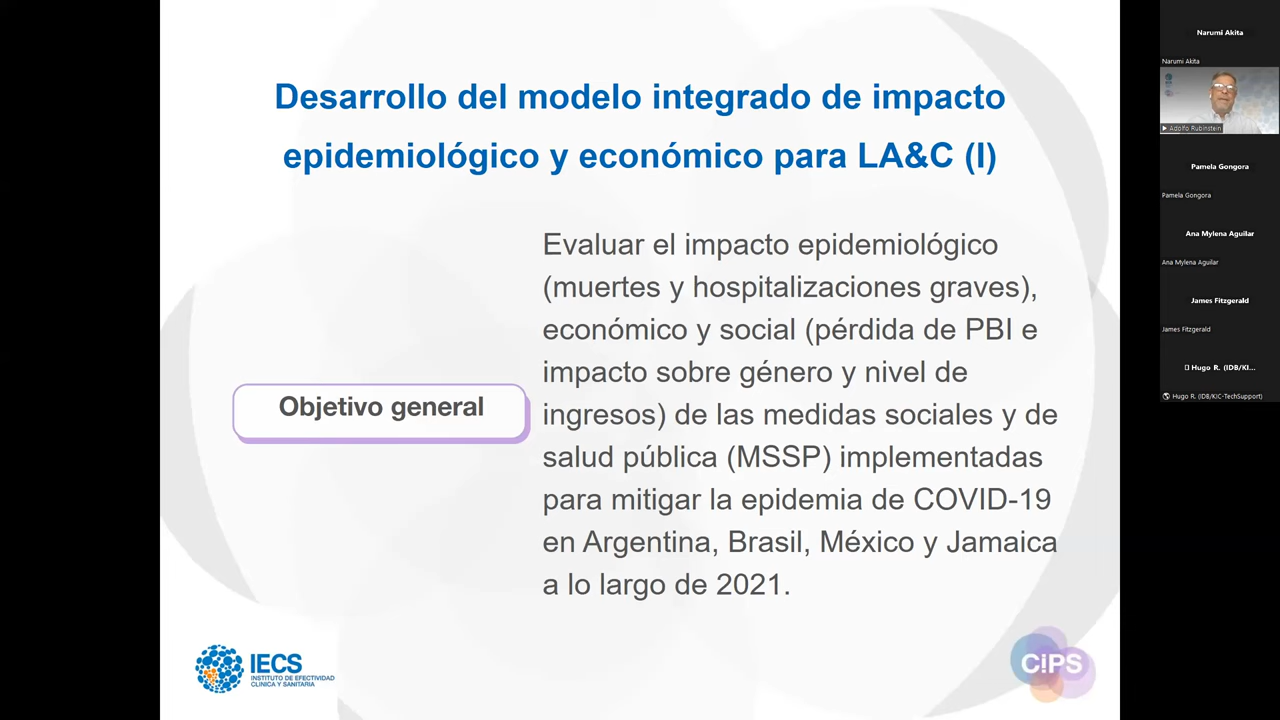 Desarrollo del modelo integrado de impacto
epidemiológico y económico para LA&C (I)
Objetivo general
Evaluar el impacto epidemiológico
(muertes y hospitalizaciones graves),
económico y social (pérdida de PBI e
impacto sobre género y nivel de
ingresos) de las medidas sociales y de
salud pública (MSSP) implementadas
para mitigar la epidemia de COVID-19
en Argentina, Brasil, México y Jamaica
a lo largo de 2021.
IECS
INSTITUTO DE EFECTIVIDAD
CLINICA Y SANITARIA
CiPS
Narumi Akita
Narumi Akita
Adolfo Rubinstein
Pamela Gongora
Pamela Gongora
Ana Mylena Aguilar
Ana Mylena Aguilar
James Fitzgerald
James Fitzgerald
Hugo R. (IDB/KI...
Hugo R. (IDB/KIC-TechSupport)